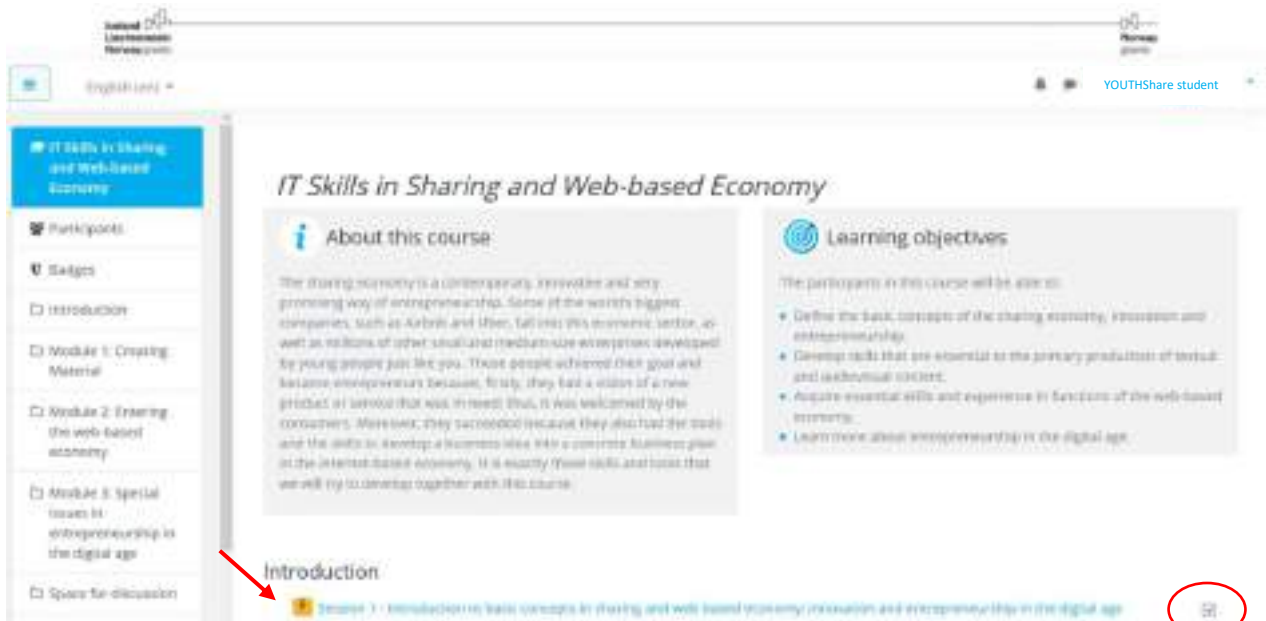 Iceland
Liechtenstein
Norway grants
Norway
grants
English (en)
YOUTHShare student
IT Skills in Sharing
and Web-based
Economy
Participants
Badges
Introduction
Module 1: Creating
Material
Module 2: Entering
the web-based
economy
Module 3: Special
issues in
entrepreneurship in
the digital age
Space for discussion
IT Skills in Sharing and Web-based Economy
About this course
The sharing economy is a contemporary, innovative and very
promising way of entrepreneurship. Some of the world's biggest
companies, such as Airbnb and Uber, fall into this economic sector, as
well as millions of other small and medium-size enterprises developed
by young people just like you. These people achieved their goal and
became entrepreneurs because, firstly, they had a vision of a new
product or service that was in need; thus, it was welcomed by the
consumers. Moreover, they succeeded because they also had the tools
and the skills to develop a business idea into a concrete business plan
in the internet-based economy. It is exactly these skills and tools that
we will try to develop together with this course.
Learning objectives
The participants in this course will be able to:
Define the basic concepts of the sharing economy, innovation and
entrepreneurship.
Develop skills that are essential to the primary production of textual
and audiovisual content.
Acquire essential skills and experience in functions of the web-based
economy.
Learn more about entrepreneurship in the digital age.
Introduction
Session 1 - Introduction to basic concepts in sharing and web based economy: innovation and entrepreneurship in the digital age